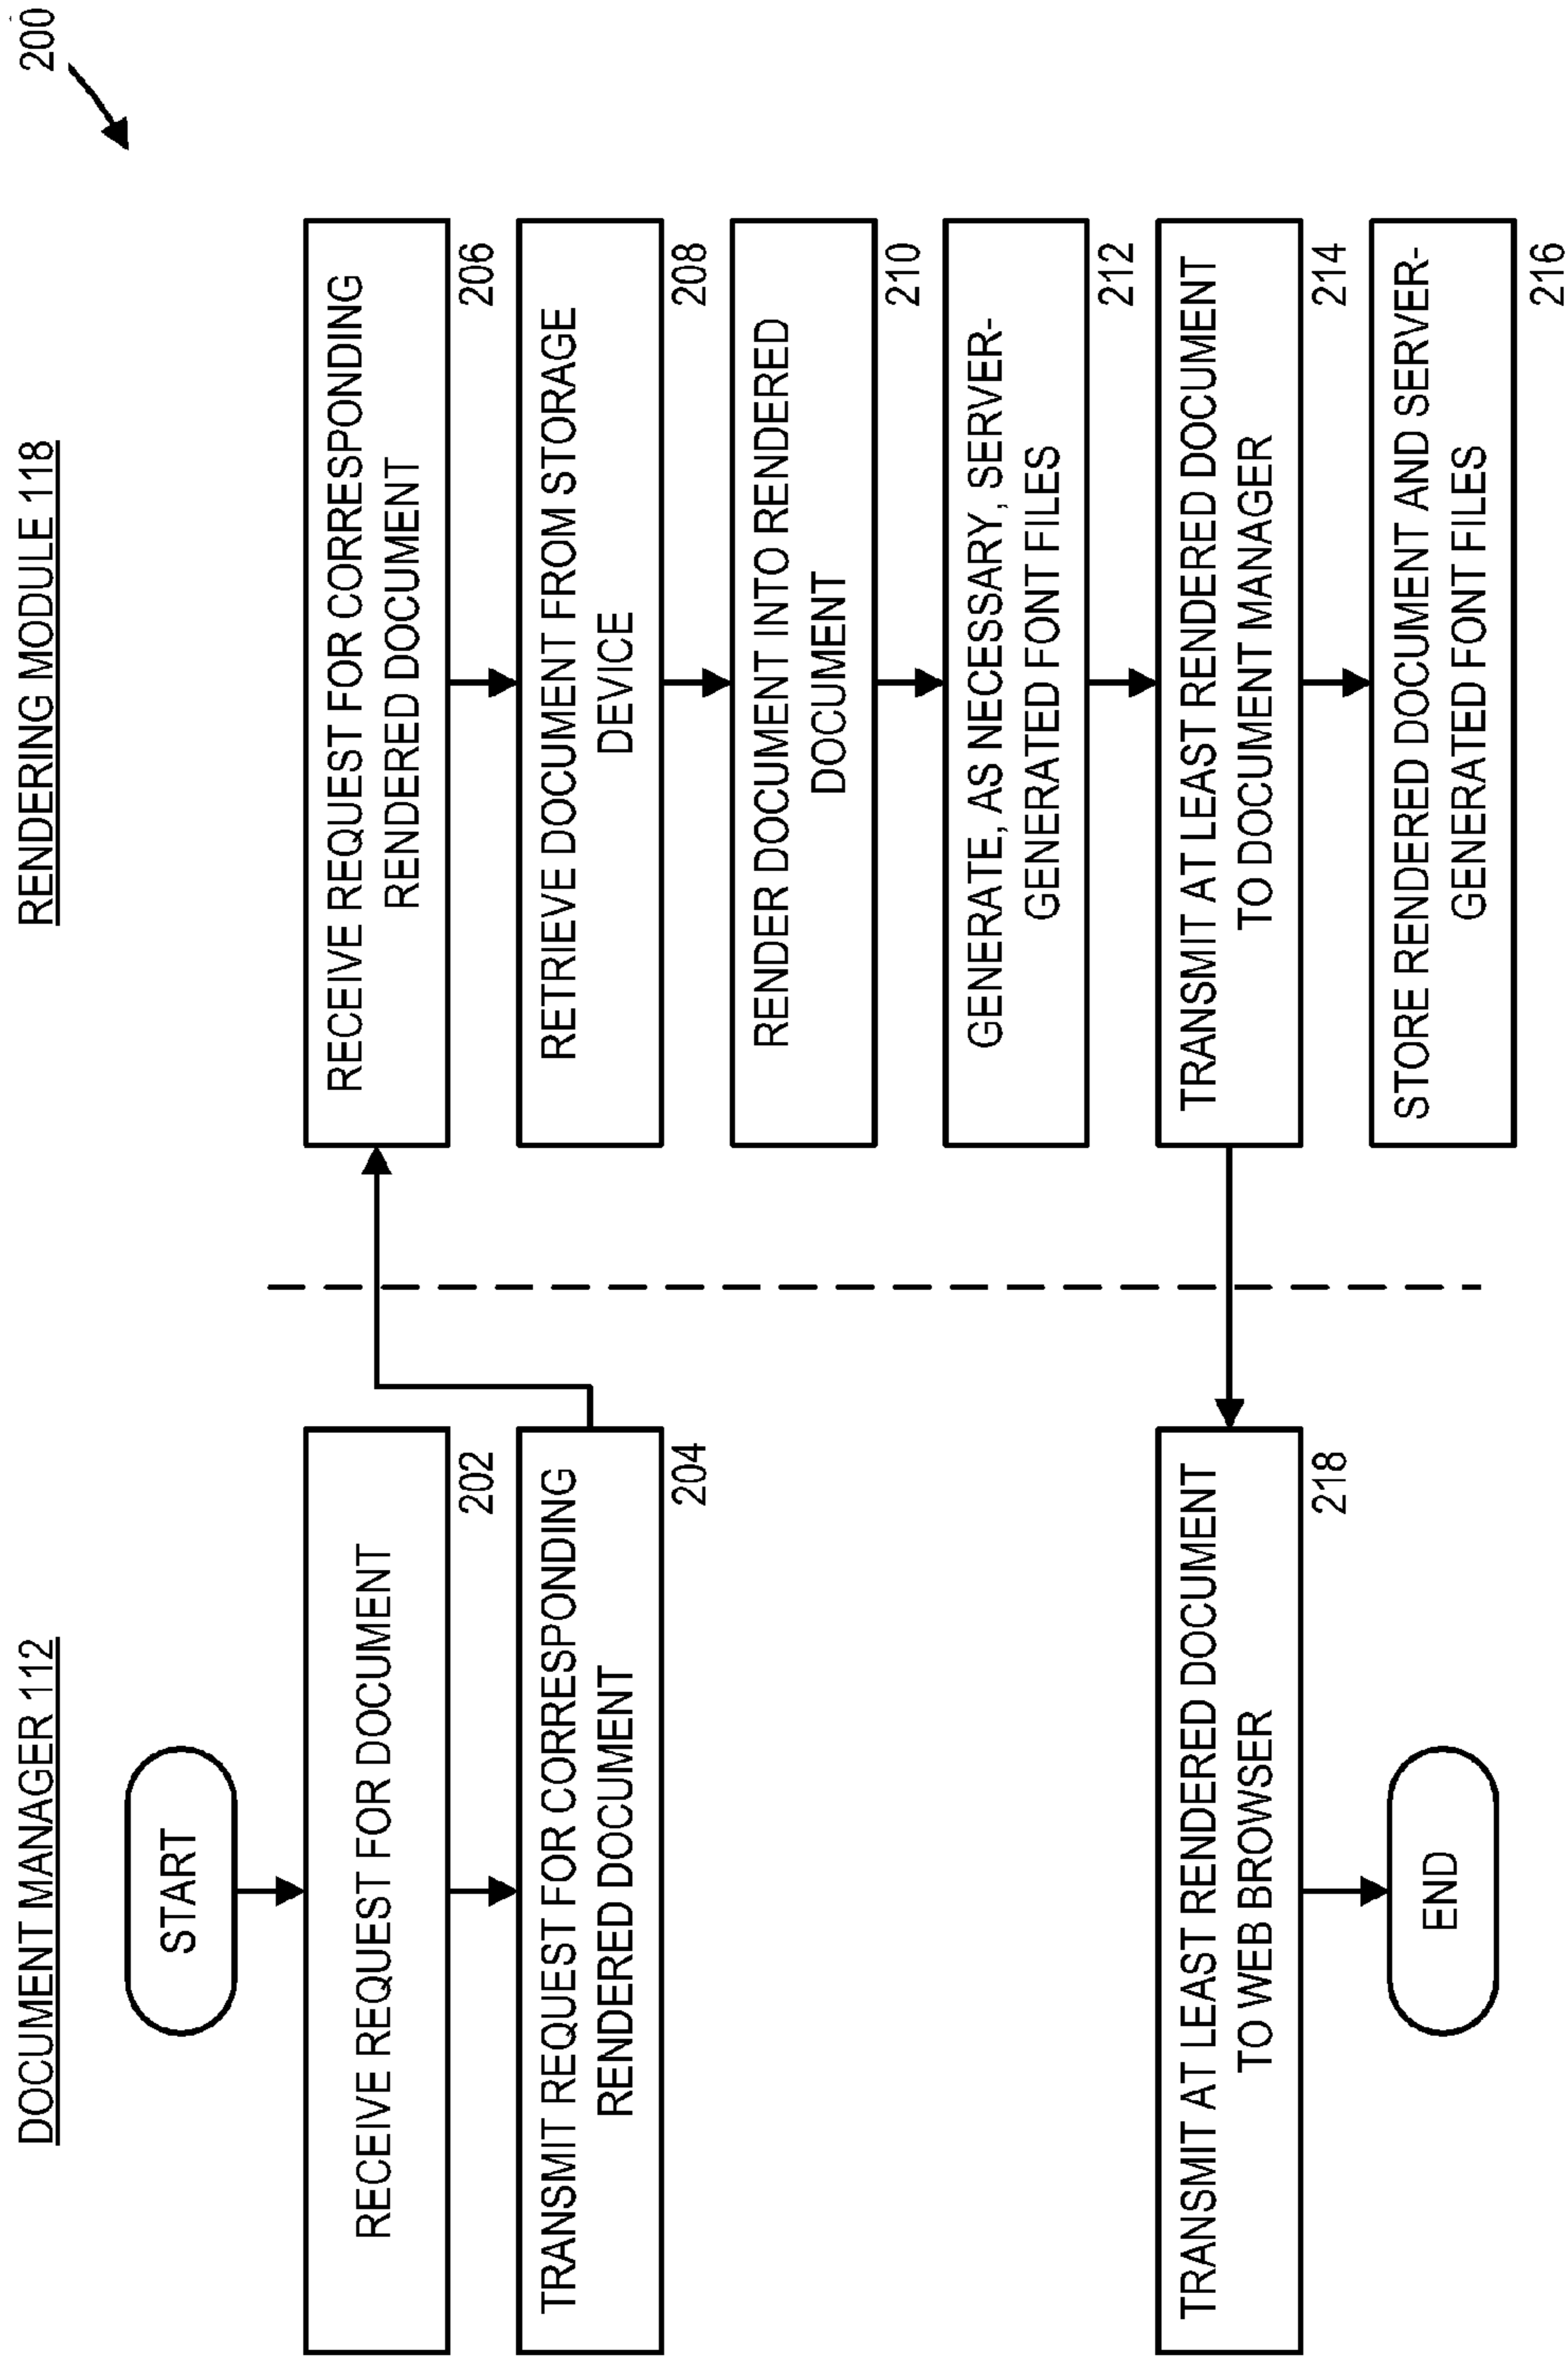 200
DOCUMENT MANAGER 112
RENDERING MODULE 118
START
RECEIVE REQUEST FOR DOCUMENT
202
TRANSMIT REQUEST FOR CORRESPONDING
RENDERED DOCUMENT
204
RECEIVE REQUEST FOR CORRESPONDING
RENDERED DOCUMENT
206
RETRIEVE DOCUMENT FROM STORAGE
DEVICE
208
RENDER DOCUMENT INTO RENDERED
DOCUMENT
210
GENERATE, AS NECESSARY, SERVER-
GENERATED FONT FILES
212
TRANSMIT AT LEAST RENDERED DOCUMENT
TO DOCUMENT MANAGER
214
STORE RENDERED DOCUMENT AND SERVER-
GENERATED FONT FILES
216
TRANSMIT AT LEAST RENDERED DOCUMENT
TO WEB BROWSER
218
END